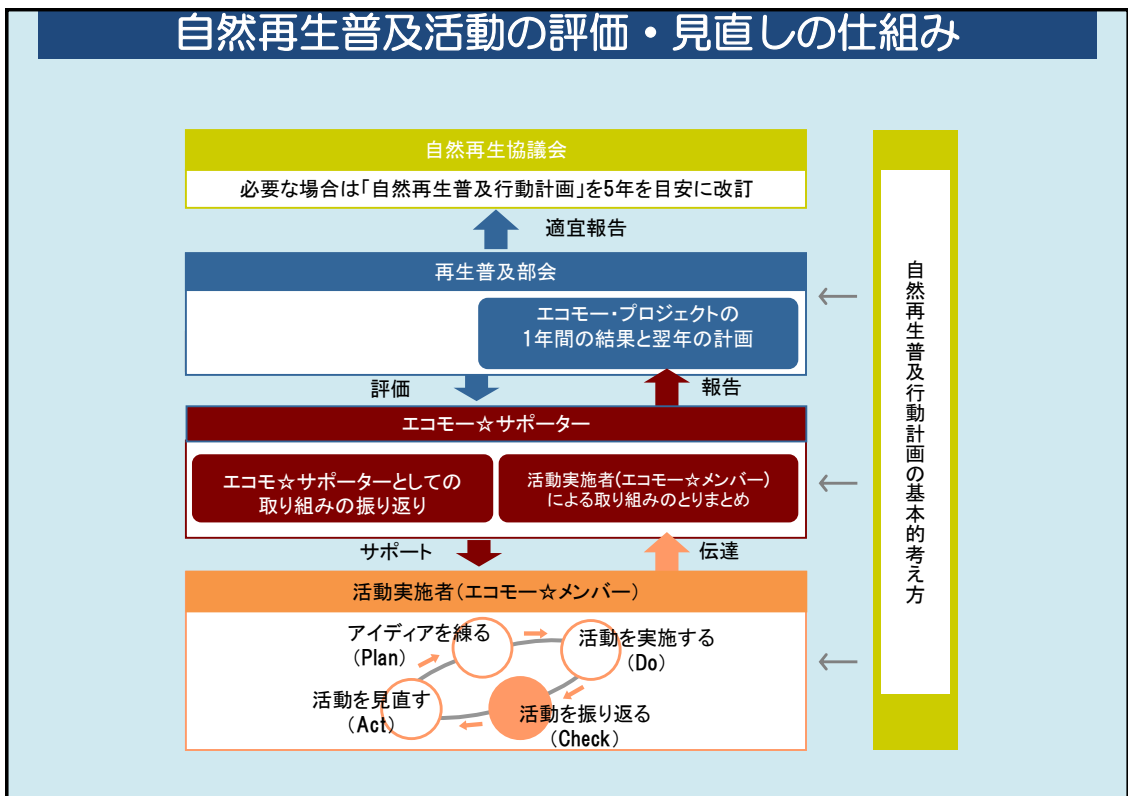 自然再生普及活動の評価・見直しの仕組み
自然再生協議会
必要な場合は「自然再生普及行動計画」を5年を目安に改訂
適宜報告
再生普及部会
エコモー・プロジェクトの
1年間の結果と翌年の計画
評価
報告
エコモー☆サポーター
エコモ☆サポーターとしての
取り組みの振り返り
活動実施者(エコモー☆メンバー)
による取り組みのとりまとめ
サポート
伝達
活動実施者(エコモー☆メンバー)
アイディアを練る
(Plan)
活動を実施する
(Do)
活動を見直す
(Act)
活動を振り返る
(Check)
自然再生普及行動計画の基本的考え方